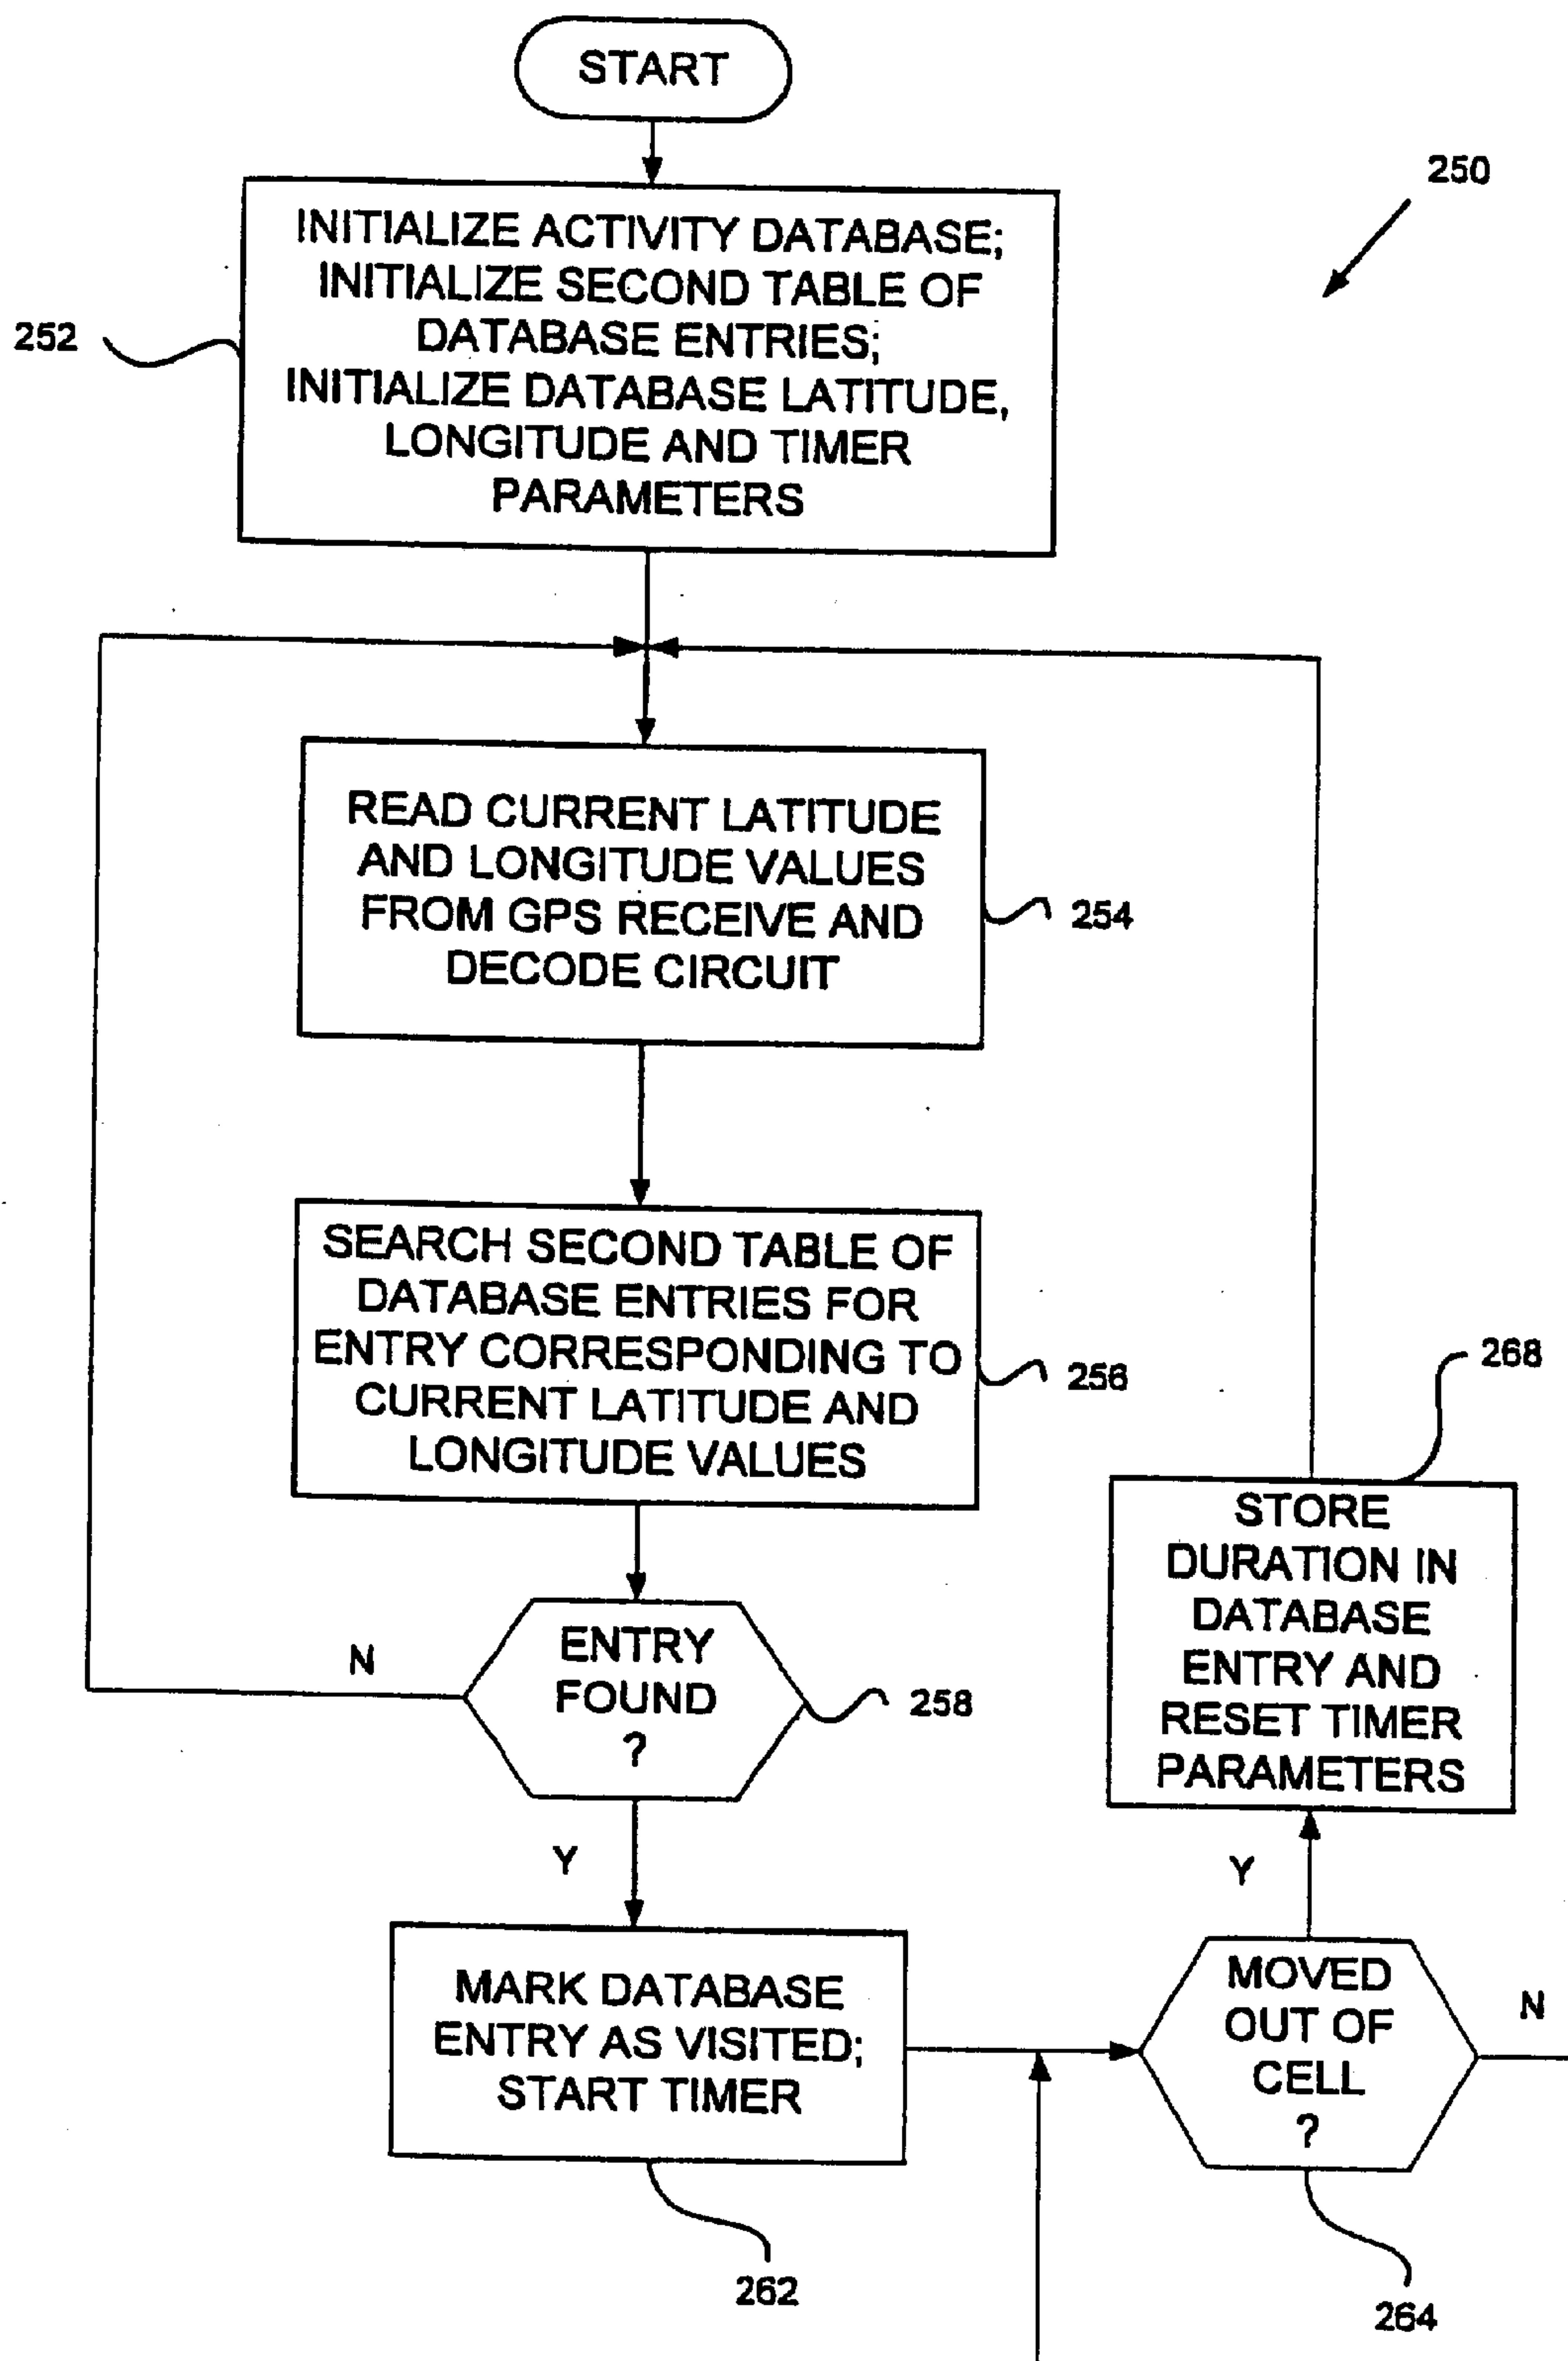 START
250
INITIALIZE ACTIVITY DATABASE;
INITIALIZE SECOND TABLE OF
DATABASE ENTRIES;
INITIALIZE DATABASE LATITUDE,
LONGITUDE AND TIMER
PARAMETERS
252
READ CURRENT LATITUDE
AND LONGITUDE VALUES
FROM GPS RECEIVE AND
DECODE CIRCUIT
254
SEARCH SECOND TABLE OF
DATABASE ENTRIES FOR
ENTRY CORRESPONDING TO
CURRENT LATITUDE AND
LONGITUDE VALUES
256
268
STORE
DURATION IN
DATABASE
ENTRY AND
RESET TIMER
PARAMETERS
N
ENTRY
FOUND
?
258
Y
Y
MARK DATABASE
ENTRY AS VISITED;
START TIMER
MOVED
OUT OF
CELL
?
N
262
264